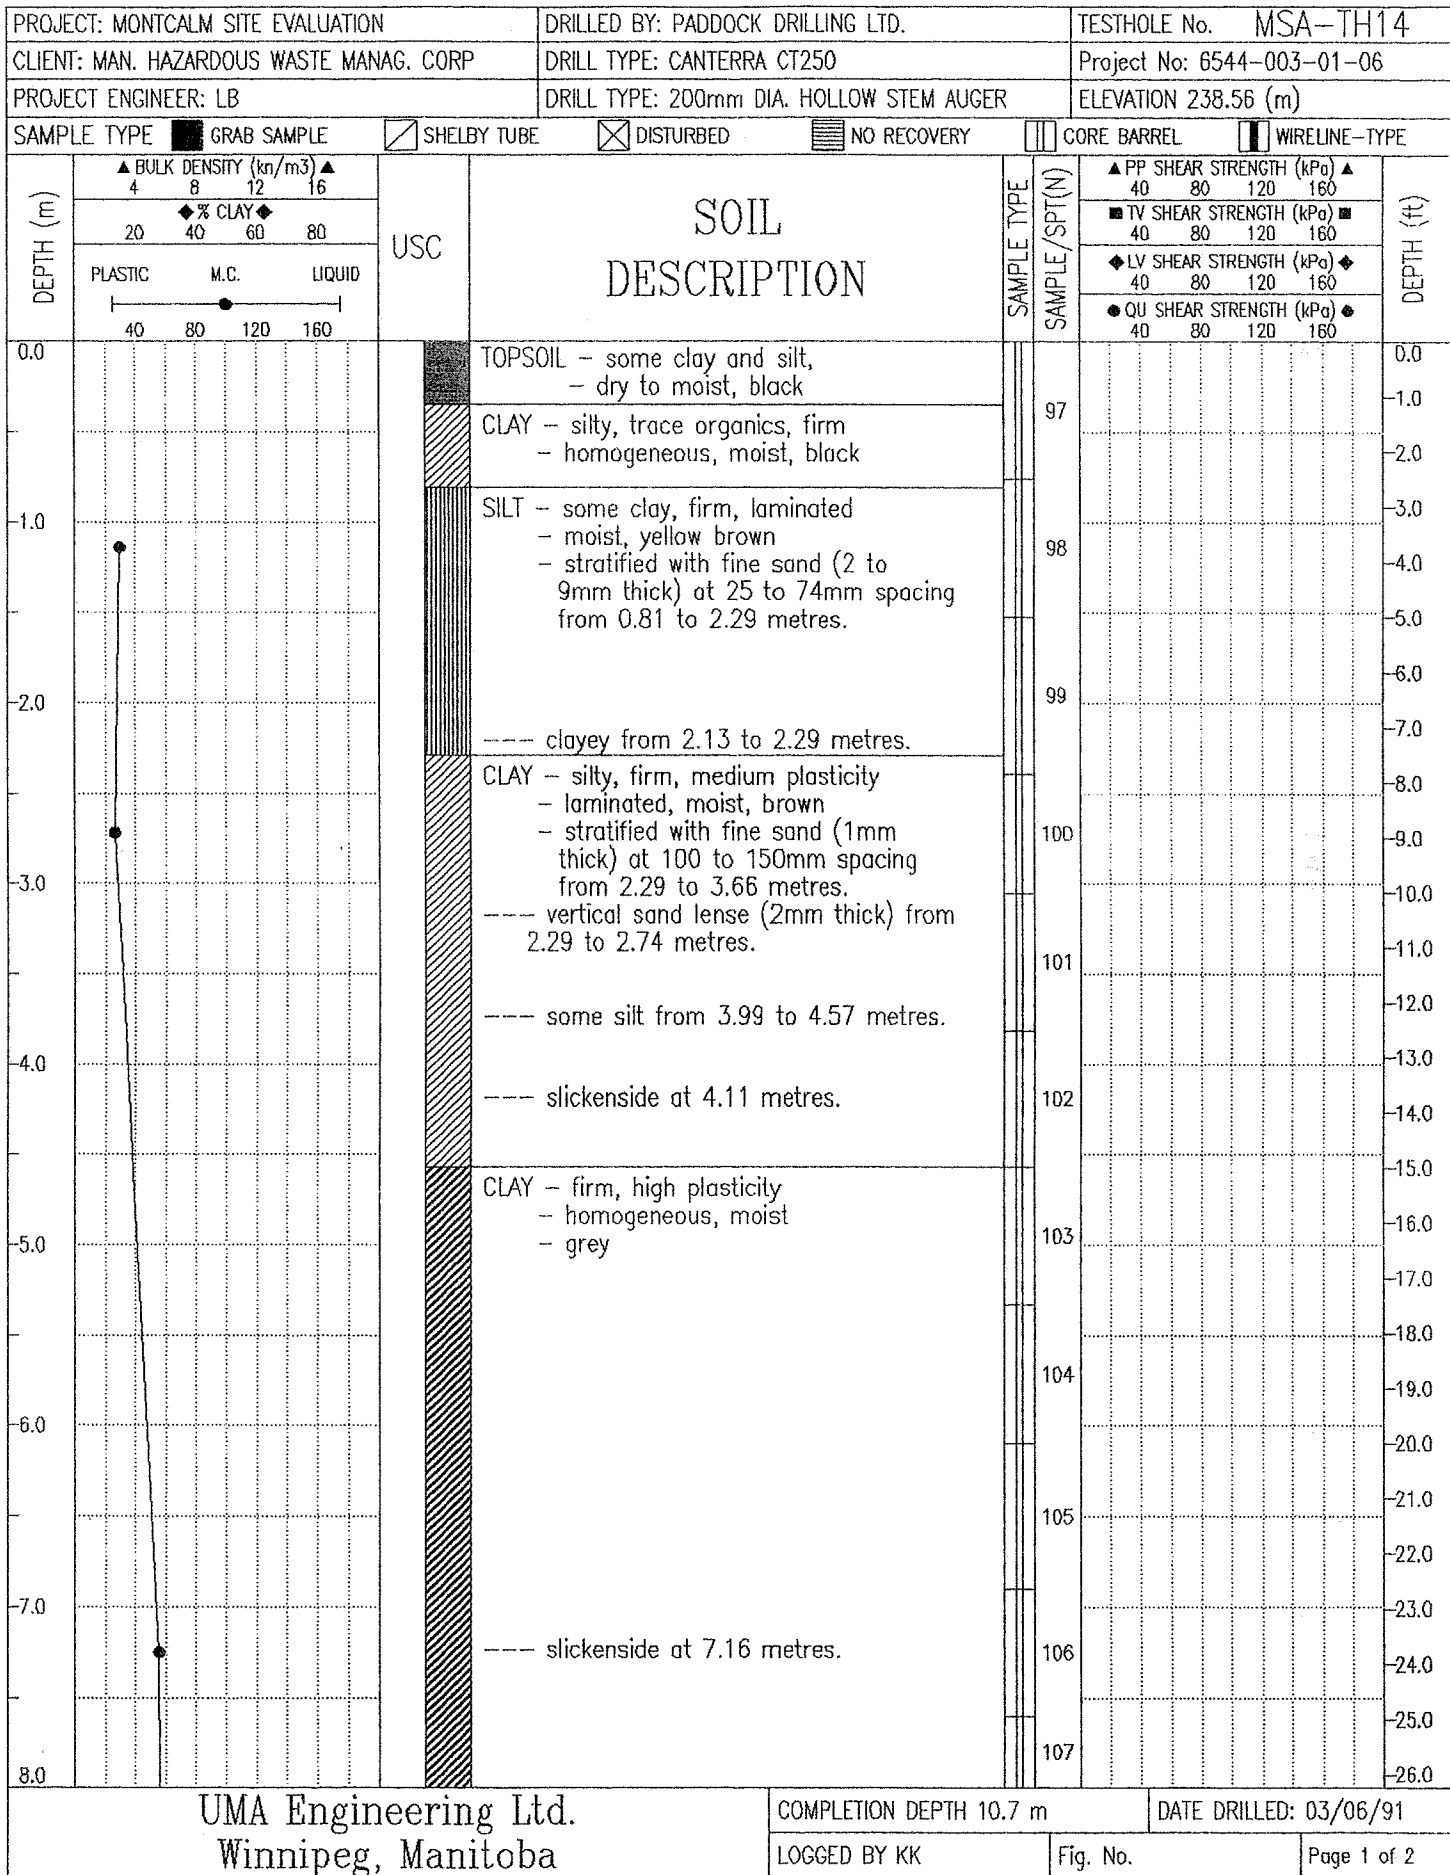 PROJECT: MONTCALM SITE EVALUATION DRILLED BY: PADDOCK DRILLING LTD. TESTHOLE No. MSA-TH14
CLIENT: MAN. HAZARDOUS WASTE MANAG. CORP DRILL TYPE: CANTERRA CT250 Project No: 6544-003-01-06
PROJECT ENGINEER: LB DRILL TYPE: 200mm DIA. HOLLOW STEM AUGER ELEVATION 238.56 (m)
SAMPLE TYPE GRAB SAMPLE SHELBY TUBE DISTURBED NO RECOVERY CORE BARREL WIRELINE-TYPE
DEPTH (m)
▲ BULK DENSITY (kn/m3) ▲
4 8 12 16
◆ % CLAY ◆
20 40 60 80
PLASTIC M.C. LIQUID
40 80 120 160
USC
SOIL
DESCRIPTION
SAMPLE TYPE
SAMPLE/SPT(N)
▲ PP SHEAR STRENGTH (kPa) ▲
40 80 120 160
■ TV SHEAR STRENGTH (kPa) ■
40 80 120 160
◆ LV SHEAR STRENGTH (kPa) ◆
40 80 120 160
● QU SHEAR STRENGTH (kPa) ●
40 80 120 160
DEPTH (ft)
0.0
-1.0
-2.0
-3.0
-4.0
-5.0
-6.0
-7.0
8.0
TOPSOIL - some clay and silt,
- dry to moist, black
CLAY - silty, trace organics, firm
- homogeneous, moist, black
SILT - some clay, firm, laminated
- moist, yellow brown
- stratified with fine sand (2 to
9mm thick) at 25 to 74mm spacing
from 0.81 to 2.29 metres.
--- clayey from 2.13 to 2.29 metres.
CLAY - silty, firm, medium plasticity
- laminated, moist, brown
- stratified with fine sand (1mm
thick) at 100 to 150mm spacing
from 2.29 to 3.66 metres.
--- vertical sand lense (2mm thick) from
2.29 to 2.74 metres.
--- some silt from 3.99 to 4.57 metres.
--- slickenside at 4.11 metres.
CLAY - firm, high plasticity
- homogeneous, moist
- grey
--- slickenside at 7.16 metres.
97
98
99
100
101
102
103
104
105
106
107
0.0
-1.0
-2.0
-3.0
-4.0
-5.0
-6.0
-7.0
-8.0
-9.0
-10.0
-11.0
-12.0
-13.0
-14.0
-15.0
-16.0
-17.0
-18.0
-19.0
-20.0
-21.0
-22.0
-23.0
-24.0
-25.0
-26.0
UMA Engineering Ltd.
Winnipeg, Manitoba
COMPLETION DEPTH 10.7 m DATE DRILLED: 03/06/91
LOGGED BY KK Fig. No. Page 1 of 2